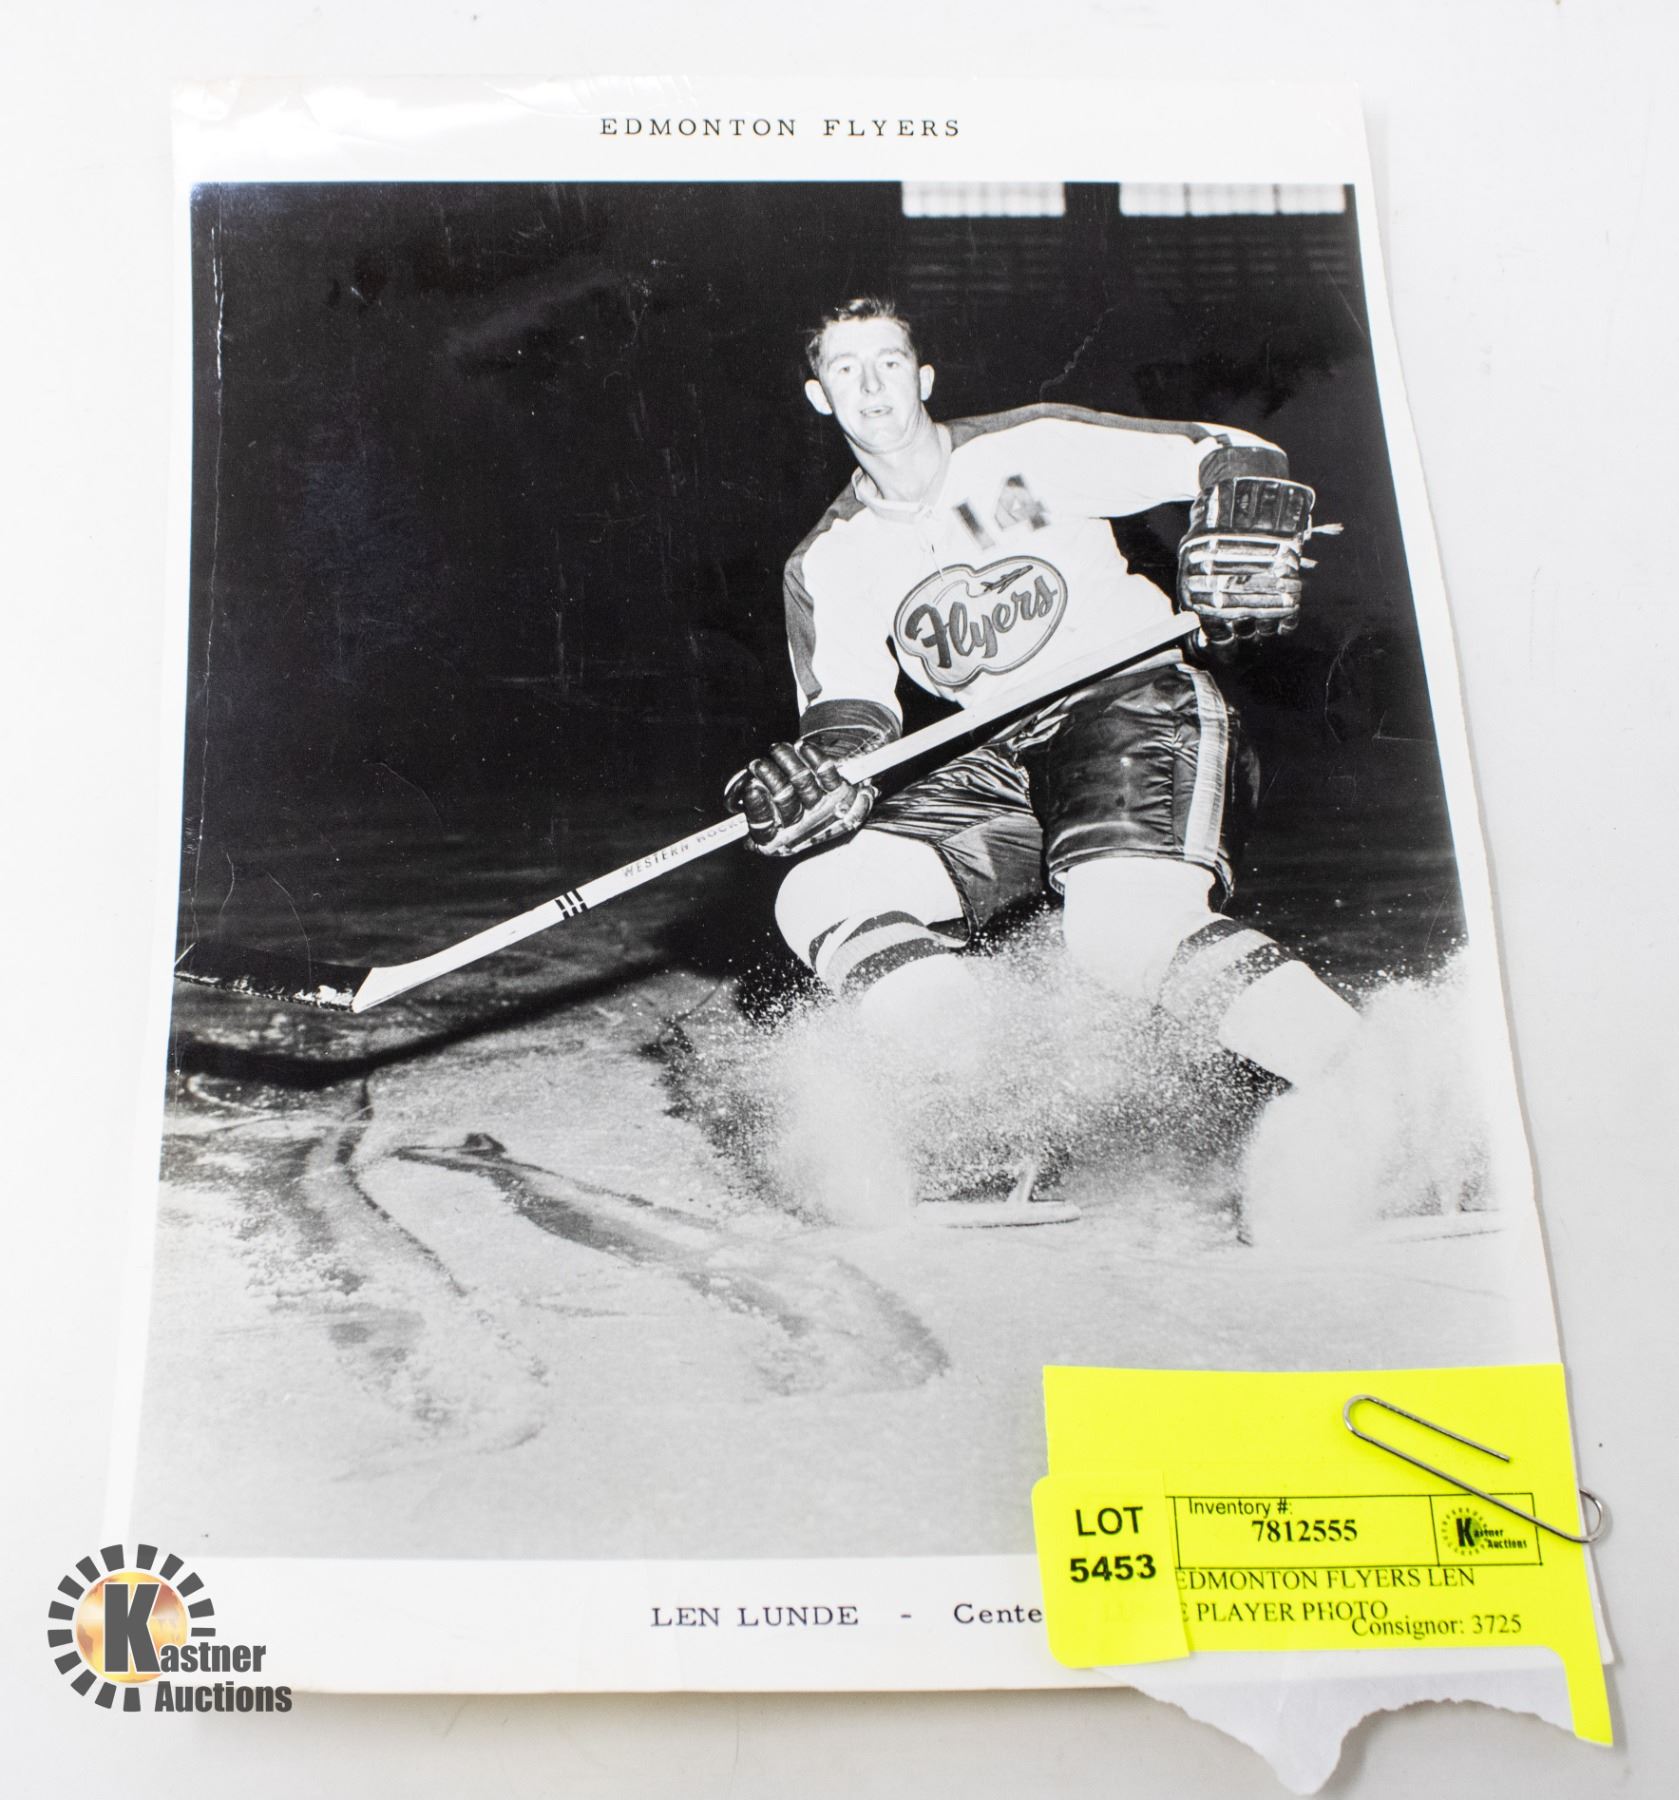 EDMONTON FLYERS
14
Flyers
WESTERN
LEN LUNDE - Cente
LOT
5453
Inventory #:
7812555
Kastner
Auctions
EDMONTON FLYERS LEN
PLAYER PHOTO
Consignor: 3725
Kastner
Auctions